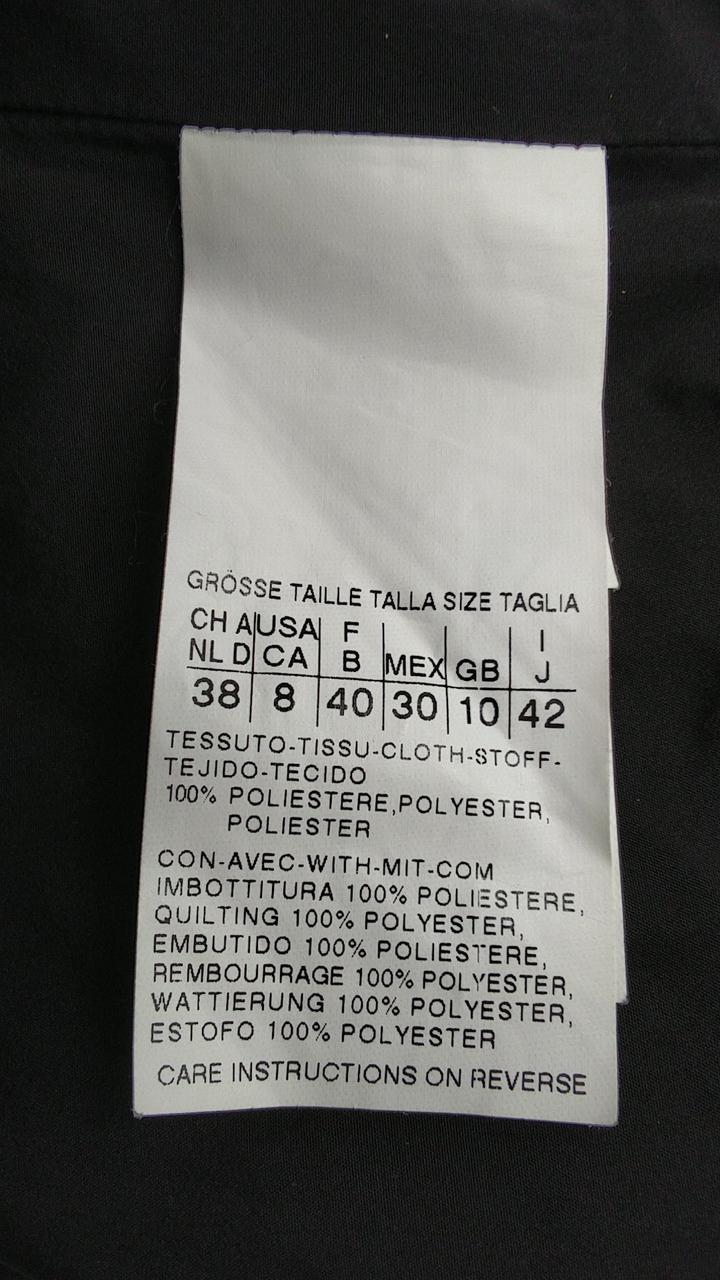 GRÖSSE TAILLE TALLA SIZE TAGLIA
CH A USA F I
NL D CA B MEX GB J
38 8 40 30 10 42
TESSUTO-TISSU-CLOTH-STOFF-
TEJIDO-TECIDO
100% POLIESTERE,POLYESTER,
POLIESTER
CON-AVEC-WITH-MIT-COM
IMBOTTITURA 100% POLIESTERE,
QUILTING 100% POLYESTER,
EMBUTIDO 100% POLIESTERE,
REMBOURRAGE 100% POLYESTER,
WATTIERUNG 100% POLYESTER,
ESTOFO 100% POLYESTER
CARE INSTRUCTIONS ON REVERSE